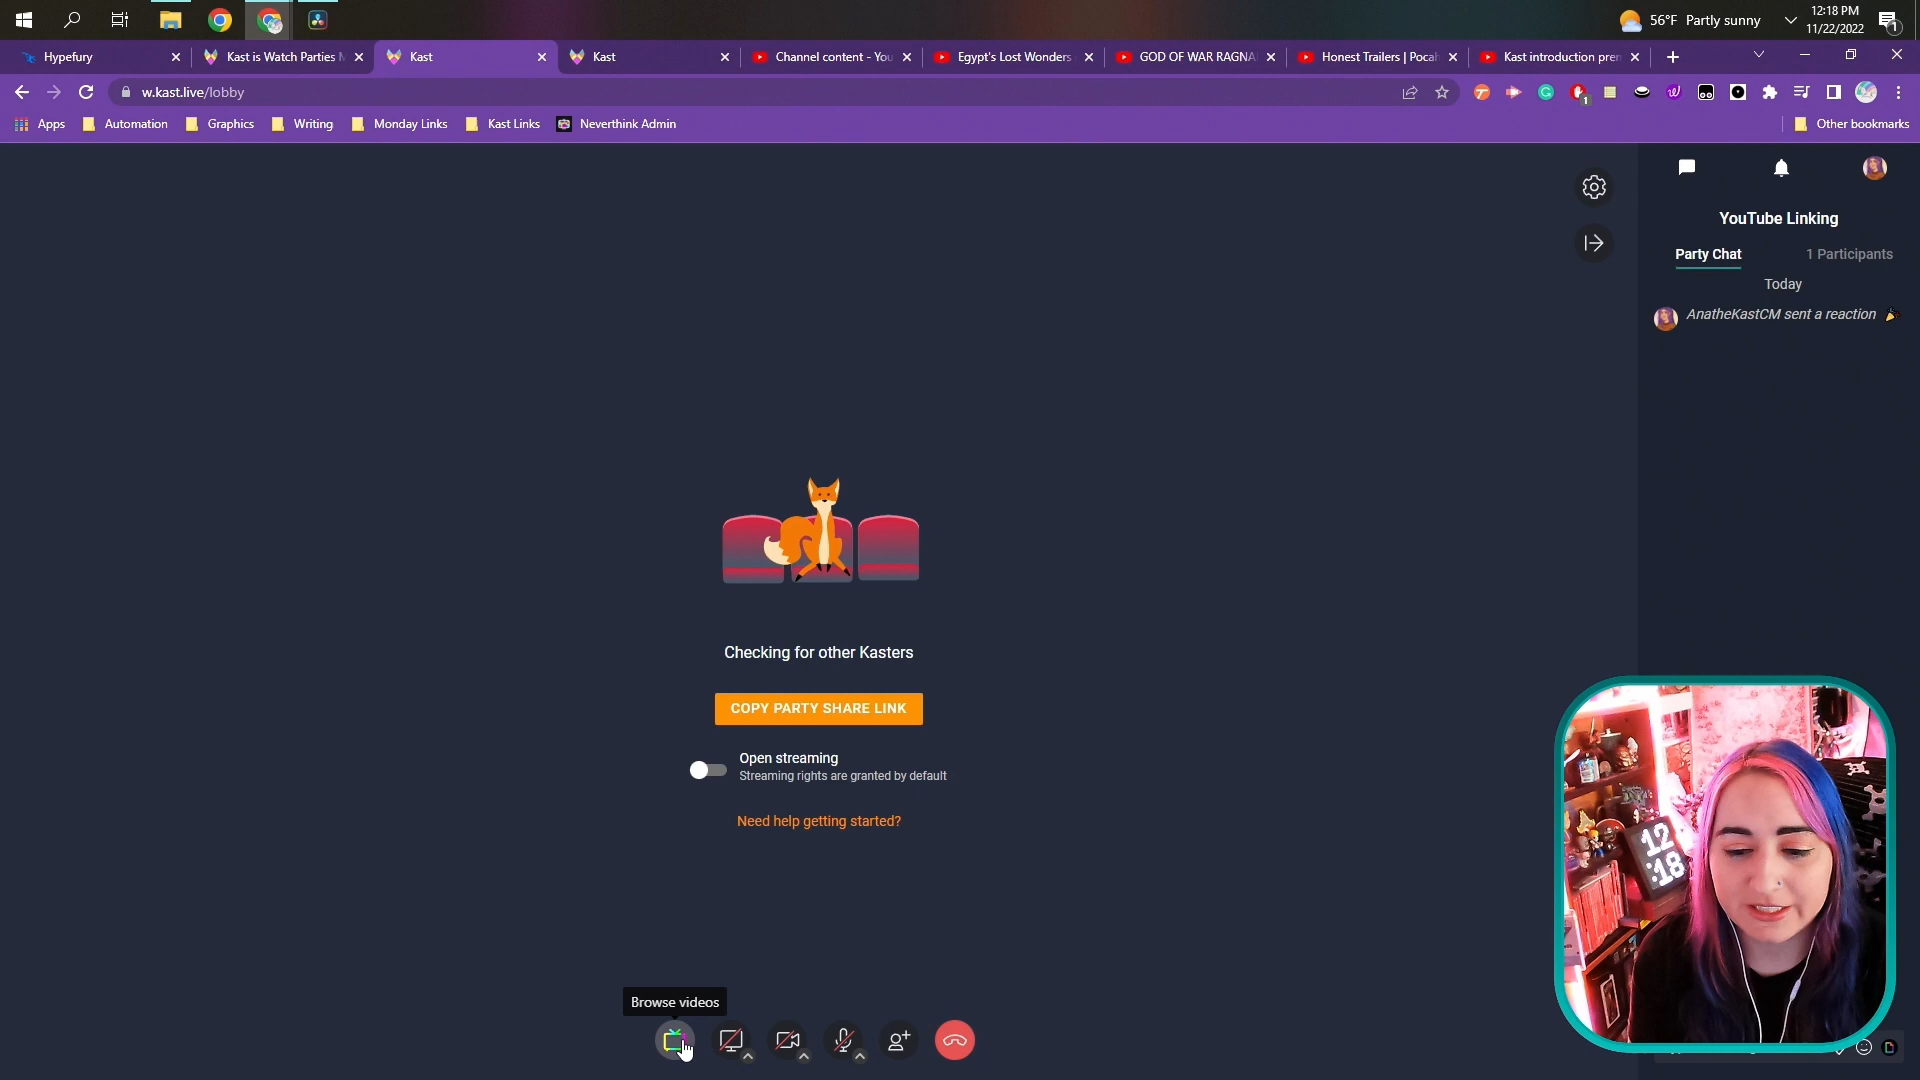 56°F Partly sunny
12:18 PM
11/22/2022
1
Hypefury
Kast is Watch Parties
Kast
Kast
Channel content - You
Egypt's Lost Wonders
GOD OF WAR RAGNA
Honest Trailers | Pocah
Kast introduction pren
w.kast.live/lobby
1
Apps
Automation
Graphics
Writing
Monday Links
Kast Links
Neverthink Admin
Other bookmarks
YouTube Linking
Party Chat
1 Participants
Today
AnatheKastCM sent a reaction
Checking for other Kasters
COPY PARTY SHARE LINK
Open streaming
Streaming rights are granted by default
Need help getting started?
Browse videos
12
:18